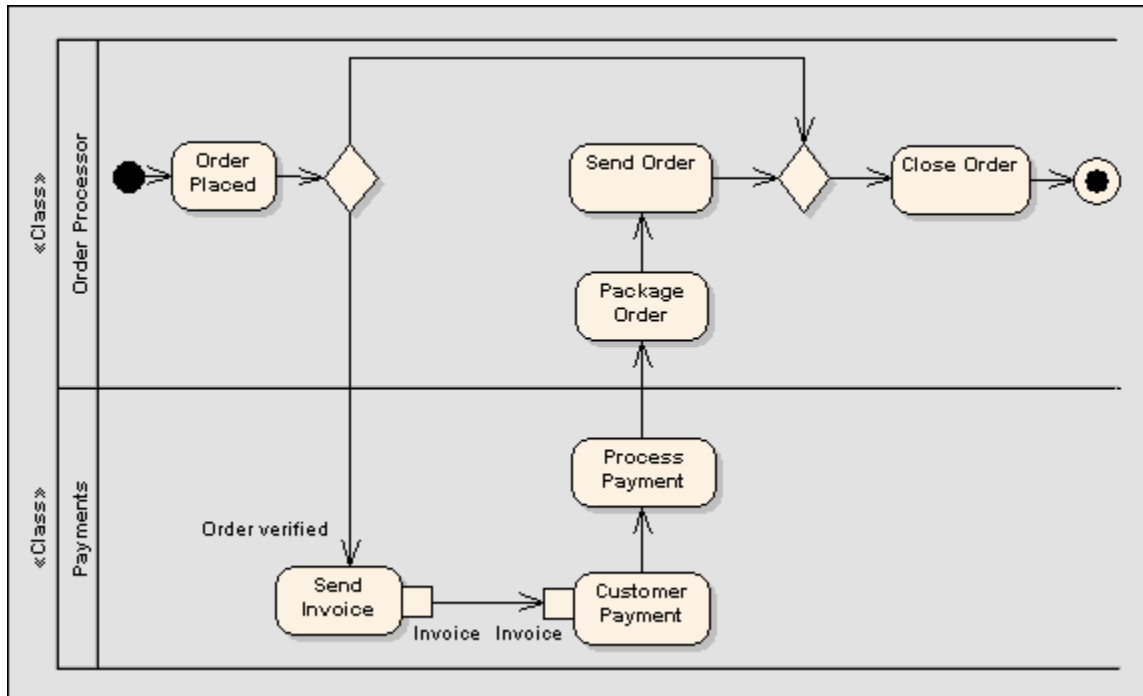 «Class»
Order Processor
Order
Placed
Send Order
Close Order
Package
Order
«Class»
Payments
Process
Payment
Order verified
Send
Invoice
Customer
Payment
Invoice
Invoice